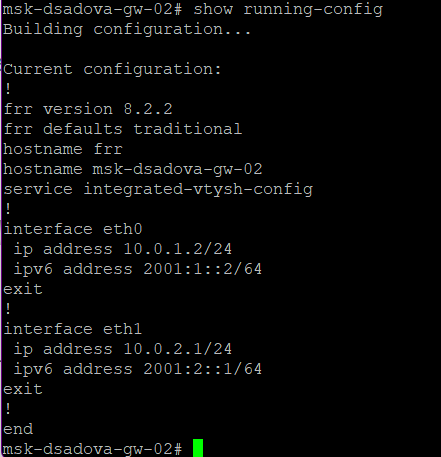 msk-dsadova-gw-02# show running-config
Building configuration...

Current configuration:
!
frr version 8.2.2
frr defaults traditional
hostname frr
hostname msk-dsadova-gw-02
service integrated-vtysh-config
!
interface eth0
 ip address 10.0.1.2/24
 ipv6 address 2001:1::2/64
exit
!
interface eth1
 ip address 10.0.2.1/24
 ipv6 address 2001:2::1/64
exit
!
end
msk-dsadova-gw-02#